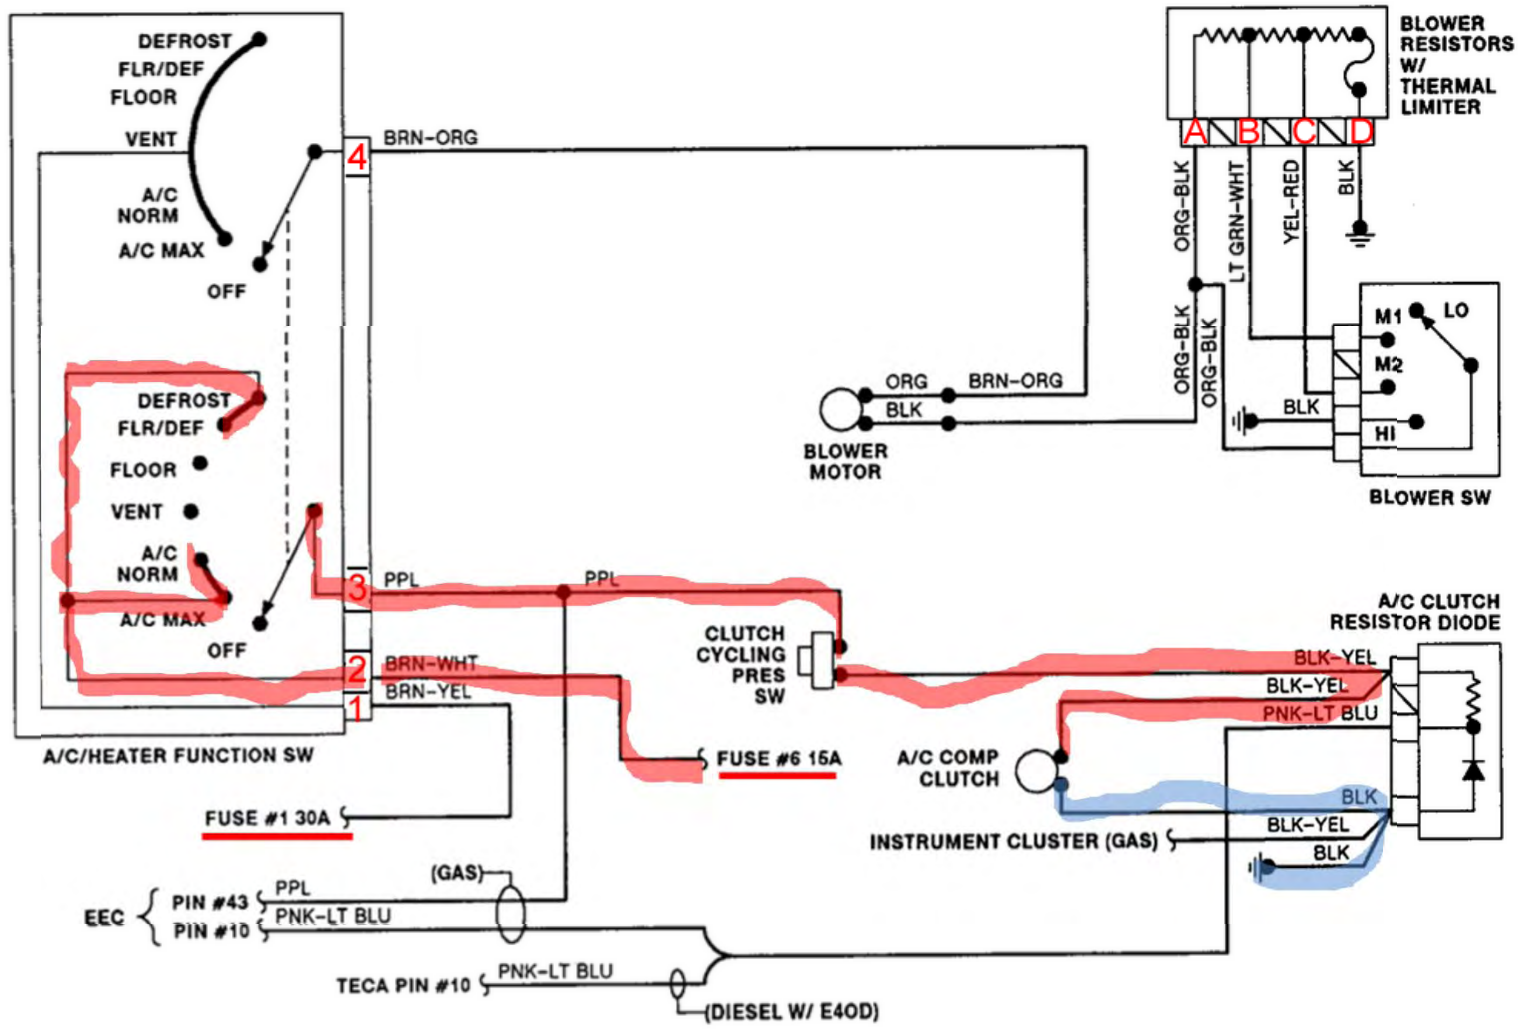 DEFROST
FLR/DEF
FLOOR
VENT
A/C
NORM
A/C MAX
OFF
4
BRN-ORG
DEFROST
FLR/DEF
FLOOR
VENT
A/C
NORM
A/C MAX
OFF
3
PPL
PPL
2
BRN-WHT
1
BRN-YEL
A/C/HEATER FUNCTION SW
FUSE #6 15A
FUSE #1 30A
BLOWER
RESISTORS
W/
THERMAL
LIMITER
A
B
C
D
ORG-BLK
LT GRN-WHT
YEL-RED
BLK
ORG-BLK
ORG-BLK
M1
LO
M2
BLK
HI
BLOWER SW
ORG
BRN-ORG
BLK
BLOWER
MOTOR
CLUTCH
CYCLING
PRES
SW
A/C CLUTCH
RESISTOR DIODE
BLK-YEL
BLK-YEL
PNK-LT BLU
A/C COMP
CLUTCH
BLK
INSTRUMENT CLUSTER (GAS)
BLK-YEL
BLK
(GAS)
EEC
PIN #43
PPL
PIN #10
PNK-LT BLU
TECA PIN #10
PNK-LT BLU
(DIESEL W/ E4OD)